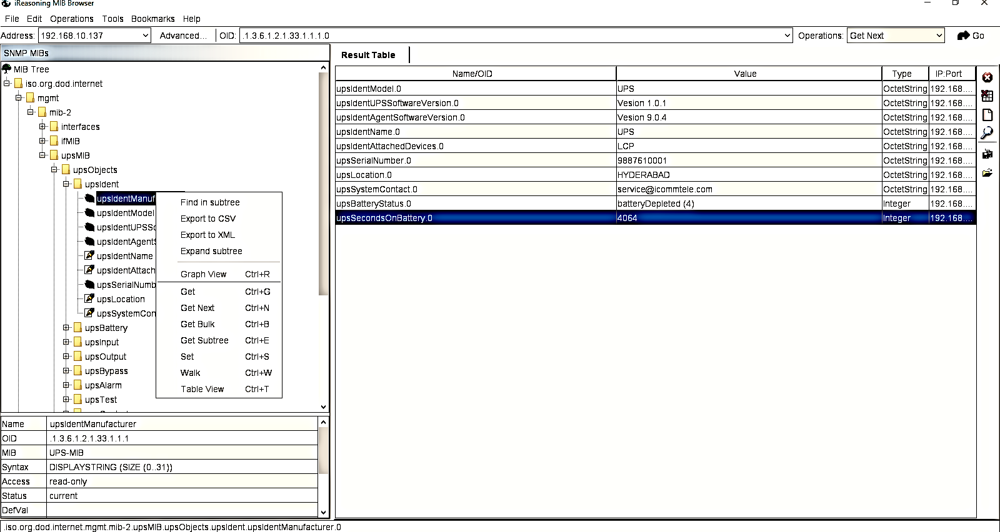 iReasoning MIB Browser
File Edit Operations Tools Bookmarks Help
Address: 192.168.10.137 Advanced... OID: .1.3.6.1.2.1.33.1.1.1.0 Operations: Get Next Go
SNMP MIBs
MIB Tree
iso.org.dod.internet
mgmt
mib-2
interfaces
ifMIB
upsMIB
upsObjects
upsIdent
upsIdentManuf
upsIdentModel
upsIdentUPSSo
upsIdentAgentS
upsIdentName
upsIdentAttach
upsSerialNumb
upsLocation
upsSystemCon
upsBattery
upsInput
upsOutput
upsBypass
upsAlarm
upsTest
Find in subtree
Export to CSV
Export to XML
Expand subtree
Graph View Ctrl+R
Get Ctrl+G
Get Next Ctrl+N
Get Bulk Ctrl+B
Get Subtree Ctrl+E
Set Ctrl+S
Walk Ctrl+W
Table View Ctrl+T
Name upsIdentManufacturer
OID .1.3.6.1.2.1.33.1.1.1
MIB UPS-MIB
Syntax DISPLAYSTRING (SIZE (0..31))
Access read-only
Status current
DefVal
Result Table
Name/OID Value Type IP:Port
upsIdentModel.0 UPS OctetString 192.168....
upsIdentUPSSoftwareVersion.0 Vesion 1.0.1 OctetString 192.168....
upsIdentAgentSoftwareVersion.0 Vesion 9.0.4 OctetString 192.168....
upsIdentName.0 UPS OctetString 192.168....
upsIdentAttachedDevices.0 LCP OctetString 192.168....
upsSerialNumber.0 9887610001 OctetString 192.168....
upsLocation.0 HYDERABAD OctetString 192.168....
upsSystemContact.0 service@icommtele.com OctetString 192.168....
upsBatteryStatus.0 batteryDepleted (4) Integer 192.168....
upsSecondsOnBattery.0 4064 Integer 192.168....
.iso.org.dod.internet.mgmt.mib-2.upsMIB.upsObjects.upsIdent.upsIdentManufacturer.0